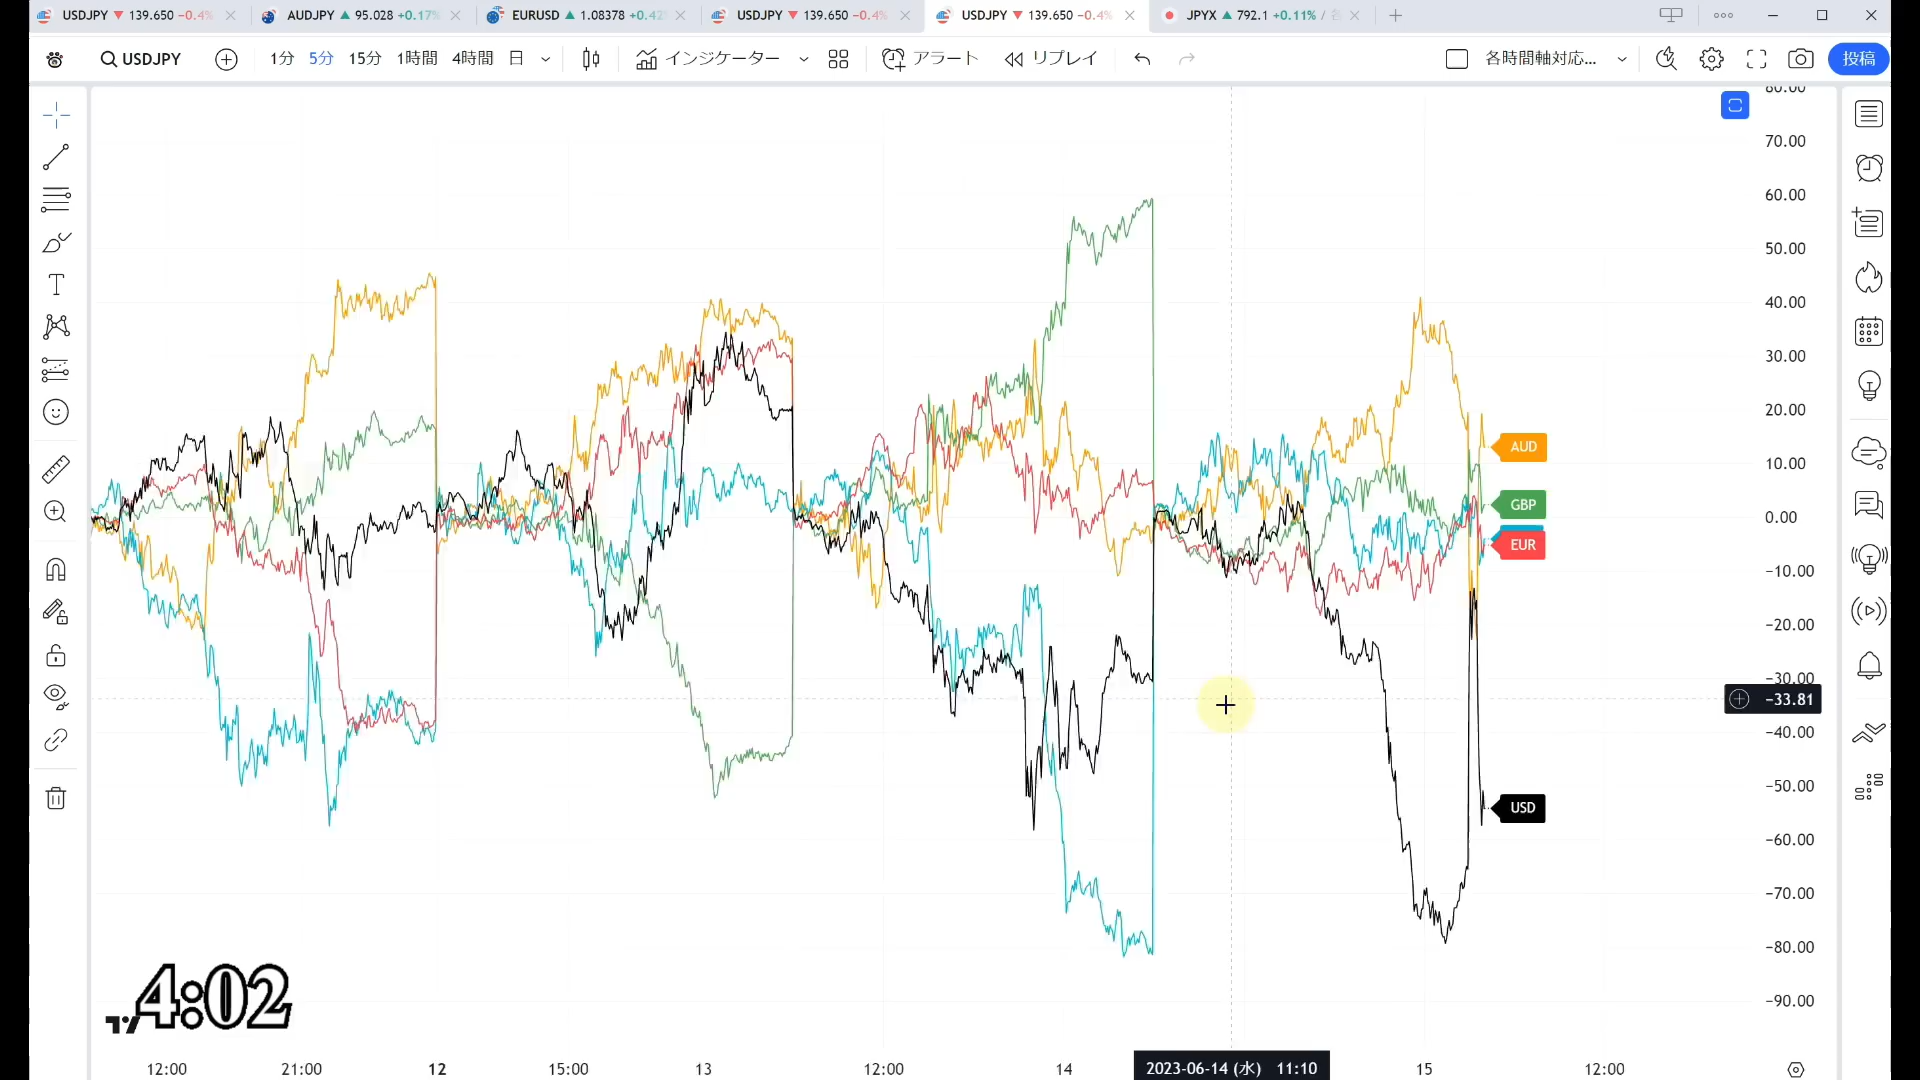 USDJPY ▼ 139.650 −0.4%
AUDJPY ▲ 95.028 +0.17%
EURUSD ▲ 1.08378 +0.42
USDJPY ▼ 139.650 −0.4%
USDJPY ▼ 139.650 −0.4%
JPYX ▲ 792.1 +0.11% /
USDJPY
1分 5分 15分 1時間 4時間 日
インジケーター
アラート
リプレイ
各時間軸対応...
投稿
80.00
70.00
60.00
50.00
40.00
30.00
20.00
10.00
0.00
−10.00
−20.00
−30.00
−33.81
−40.00
−50.00
−60.00
−70.00
−80.00
−90.00
AUD
GBP
EUR
USD
4:02
12:00 21:00 12 15:00 13 12:00 14 2023-06-14 (水) 11:10 15 12:00